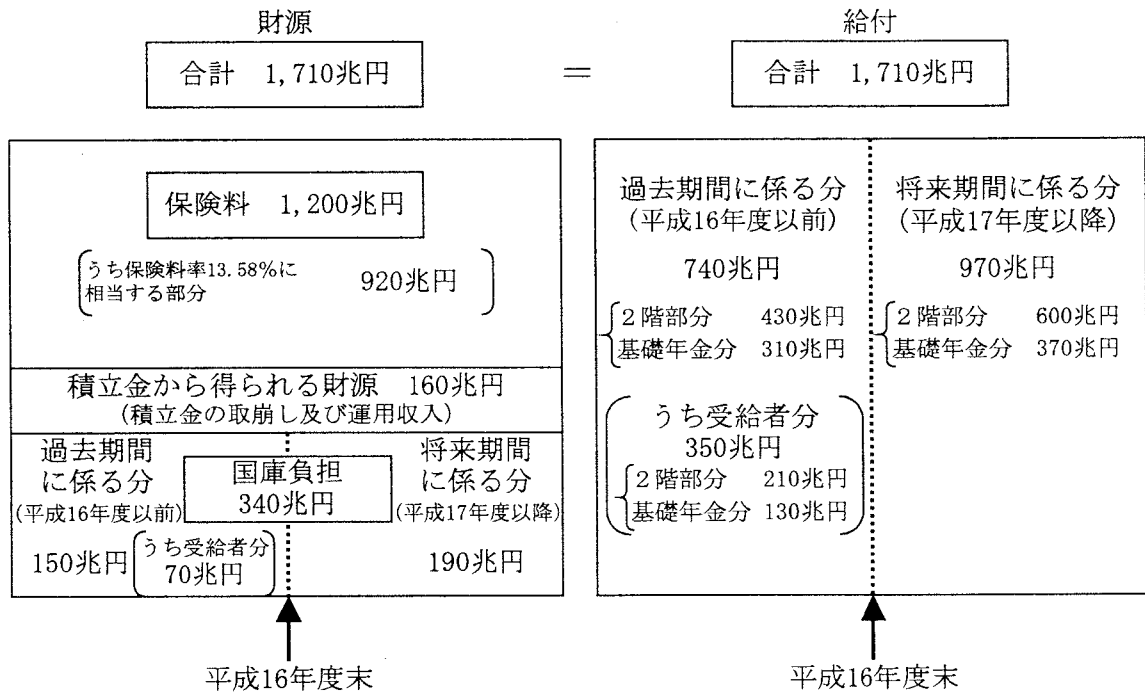 財源
合計 1,710兆円
＝
給付
合計 1,710兆円
保険料 1,200兆円
うち保険料率13.58%に
相当する部分
920兆円
積立金から得られる財源 160兆円
(積立金の取崩し及び運用収入)
過去期間
に係る分
(平成16年度以前)
150兆円
うち受給者分
70兆円
国庫負担
340兆円
将来期間
に係る分
(平成17年度以降)
190兆円
平成16年度末
過去期間に係る分
(平成16年度以前)
740兆円
2階部分 430兆円
基礎年金分 310兆円
うち受給者分
350兆円
2階部分 210兆円
基礎年金分 130兆円
将来期間に係る分
(平成17年度以降)
970兆円
2階部分 600兆円
基礎年金分 370兆円
平成16年度末